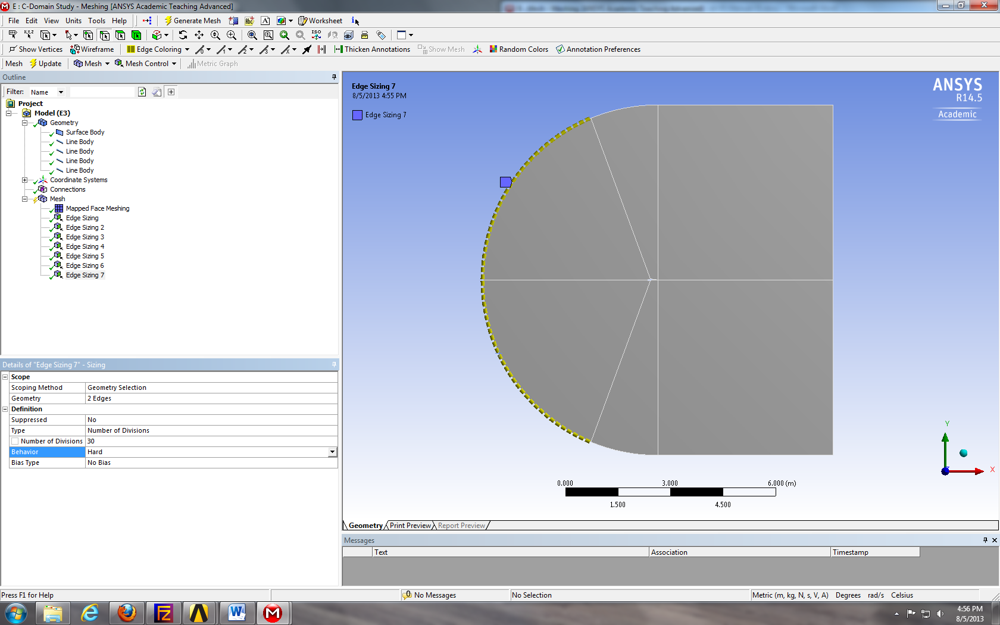 E : C-Domain Study - Meshing [ANSYS Academic Teaching Advanced]
File Edit View Units Tools Help Generate Mesh Worksheet
Show Vertices Wireframe Edge Coloring Thicken Annotations Show Mesh Random Colors Annotation Preferences
Mesh Update Mesh Mesh Control Metric Graph
Outline
Filter: Name
Project
Model (E3)
Geometry
Surface Body
Line Body
Line Body
Line Body
Line Body
Coordinate Systems
Connections
Mesh
Mapped Face Meshing
Edge Sizing
Edge Sizing 2
Edge Sizing 3
Edge Sizing 4
Edge Sizing 5
Edge Sizing 6
Edge Sizing 7
Details of "Edge Sizing 7" - Sizing
Scope
Scoping Method Geometry Selection
Geometry 2 Edges
Definition
Suppressed No
Type Number of Divisions
Number of Divisions 30
Behavior Hard
Bias Type No Bias
Edge Sizing 7
8/5/2013 4:55 PM
Edge Sizing 7
ANSYS
R14.5
Academic
Y
X
0.000 3.000 6.000 (m)
1.500 4.500
Geometry Print Preview Report Preview
Messages
Text Association Timestamp
Press F1 for Help 0 No Messages No Selection Metric (m, kg, N, s, V, A) Degrees rad/s Celsius
4:56 PM
8/5/2013